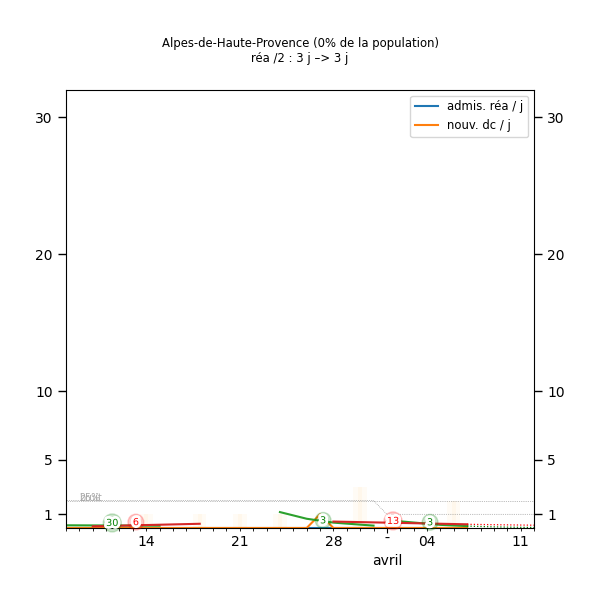 Alpes-de-Haute-Provence (0% de la population)
réa /2 : 3 j –> 3 j
admis. réa / j
nouv. dc / j
30 30
20 20
10 10
5 5
1 1
30 6 3 13 3
14 21 28 - 04 11
avril